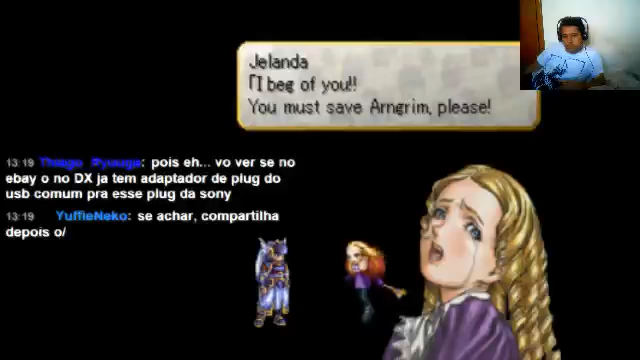 Jelanda
「I beg of you!!
You must save Arngrim, please!
13:19 Thiago : pois eh... vo ver se no
ebay o no DX ja tem adaptador de plug do
usb comum pra esse plug da sony
13:19 YuffieNeko: se achar, compartilha
depois o/